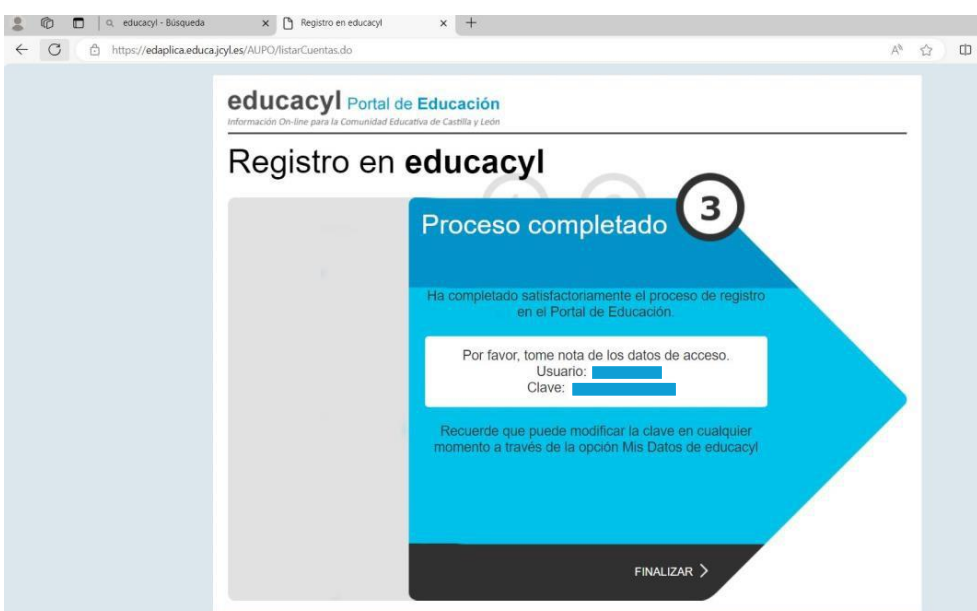 educacyl - Búsqueda
Registro en educacyl
https://edaplica.educa.jcyl.es/AUPO/listarCuentas.do
educacyl Portal de Educación
Información On-line para la Comunidad Educativa de Castilla y León
Registro en educacyl
3
Proceso completado
Ha completado satisfactoriamente el proceso de registro
en el Portal de Educación.
Por favor, tome nota de los datos de acceso.
Usuario:
Clave:
Recuerde que puede modificar la clave en cualquier
momento a través de la opción Mis Datos de educacyl
FINALIZAR